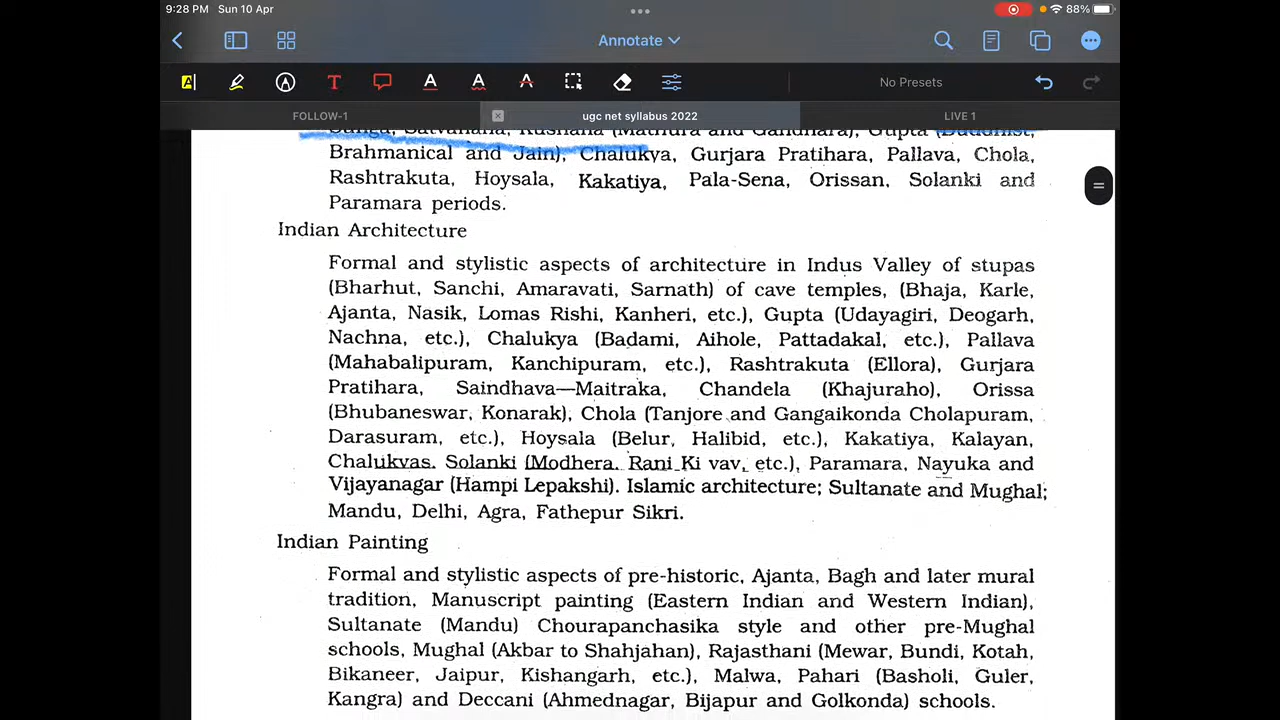 9:28 PM Sun 10 Apr
88%
Annotate
No Presets
FOLLOW-1
ugc net syllabus 2022
LIVE 1
Sunga, Satvahana, Kushana (Mathura and Gandhara), Gupta (Buddhist,
Brahmanical and Jain), Chalukya, Gurjara Pratihara, Pallava, Chola,
Rashtrakuta, Hoysala, Kakatiya, Pala-Sena, Orissan, Solanki and
Paramara periods.
Indian Architecture
Formal and stylistic aspects of architecture in Indus Valley of stupas
(Bharhut, Sanchi, Amaravati, Sarnath) of cave temples, (Bhaja, Karle,
Ajanta, Nasik, Lomas Rishi, Kanheri, etc.), Gupta (Udayagiri, Deogarh,
Nachna, etc.), Chalukya (Badami, Aihole, Pattadakal, etc.), Pallava
(Mahabalipuram, Kanchipuram, etc.), Rashtrakuta (Ellora), Gurjara
Pratihara, Saindhava—Maitraka, Chandela (Khajuraho), Orissa
(Bhubaneswar, Konarak), Chola (Tanjore and Gangaikonda Cholapuram,
Darasuram, etc.), Hoysala (Belur, Halibid, etc.), Kakatiya, Kalayan,
Chalukyas, Solanki (Modhera, Rani Ki vav, etc.), Paramara, Nayuka and
Vijayanagar (Hampi Lepakshi). Islamic architecture; Sultanate and Mughal;
Mandu, Delhi, Agra, Fathepur Sikri.
Indian Painting
Formal and stylistic aspects of pre-historic, Ajanta, Bagh and later mural
tradition, Manuscript painting (Eastern Indian and Western Indian),
Sultanate (Mandu) Chourapanchasika style and other pre-Mughal
schools, Mughal (Akbar to Shahjahan), Rajasthani (Mewar, Bundi, Kotah,
Bikaneer, Jaipur, Kishangarh, etc.), Malwa, Pahari (Basholi, Guler,
Kangra) and Deccani (Ahmednagar, Bijapur and Golkonda) schools.